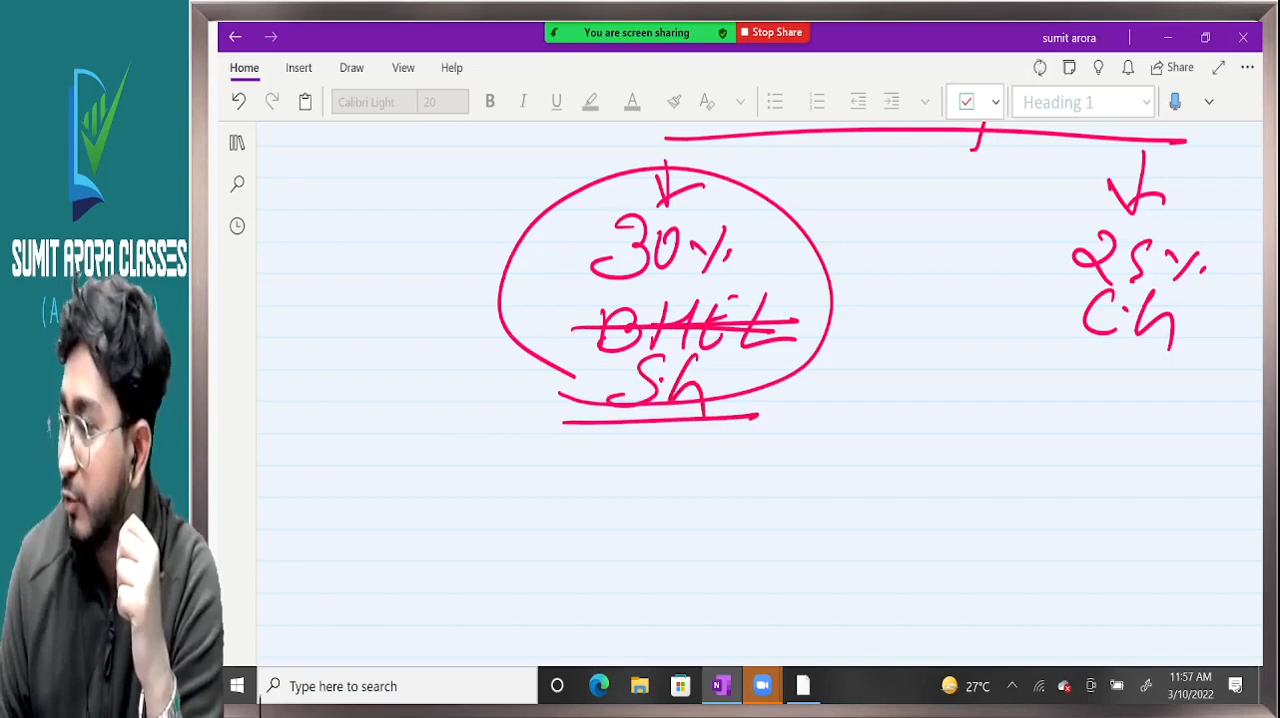 You are screen sharing
Stop Share
sumit arora
Home Insert Draw View Help
Share
Calibri Light 20 B I U A
Heading 1
30%
BHEL
S.h
25%
C.h
SUMIT ARORA CLASSES
( A
Type here to search
27°C
11:57 AM
3/10/2022